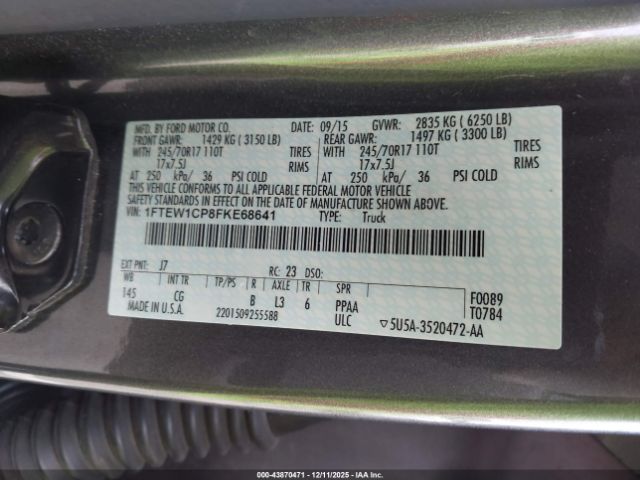 MFD. BY FORD MOTOR CO. DATE: 09/15 GVWR: 2835 KG ( 6250 LB)
FRONT GAWR: 1429 KG ( 3150 LB) REAR GAWR: 1497 KG ( 3300 LB)
WITH 245/70R17 110T TIRES WITH 245/70R17 110T TIRES
17x7.5J RIMS 17x7.5J RIMS
AT 250 kPa/ 36 PSI COLD AT 250 kPa/ 36 PSI COLD
THIS VEHICLE CONFORMS TO ALL APPLICABLE FEDERAL MOTOR VEHICLE
SAFETY STANDARDS IN EFFECT ON THE DATE OF MANUFACTURE SHOWN ABOVE.
VIN: 1FTEW1CP8FKE68641 TYPE: Truck
EXT PNT: J7 RC: 23 DSO:
WB INT TR TP/PS R AXLE TR SPR
145 CG B L3 6 PPAA F0089
MADE IN U.S.A. 2201509255588 ULC T0784
▽5U5A-3520472-AA
00-43870471 - 12/11/2025 - COPYRIGHT IAA, LLC